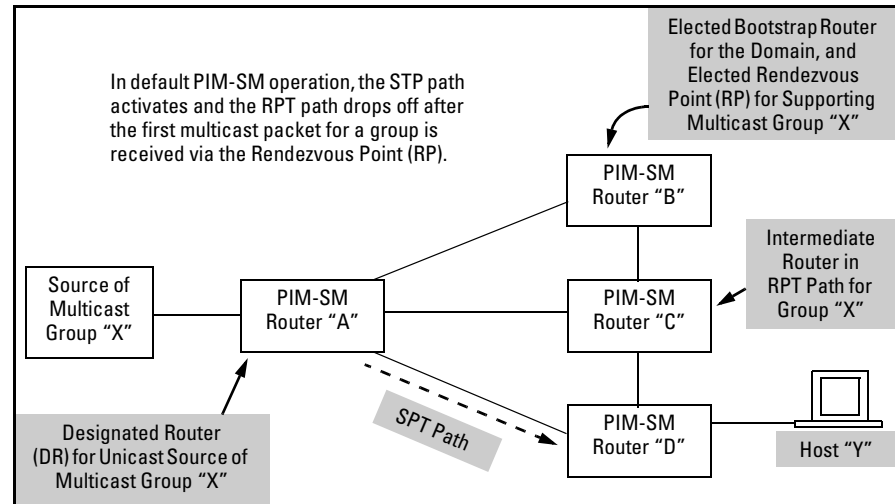 In default PIM-SM operation, the STP path
activates and the RPT path drops off after
the first multicast packet for a group is
received via the Rendezvous Point (RP).
Elected Bootstrap Router
for the Domain, and
Elected Rendezvous
Point (RP) for Supporting
Multicast Group “X”
PIM-SM
Router “B”
Source of
Multicast
Group “X”
PIM-SM
Router “A”
PIM-SM
Router “C”
Intermediate
Router in
RPT Path for
Group “X”
SPT Path
PIM-SM
Router “D”
Host “Y”
Designated Router
(DR) for Unicast Source of
Multicast Group “X”